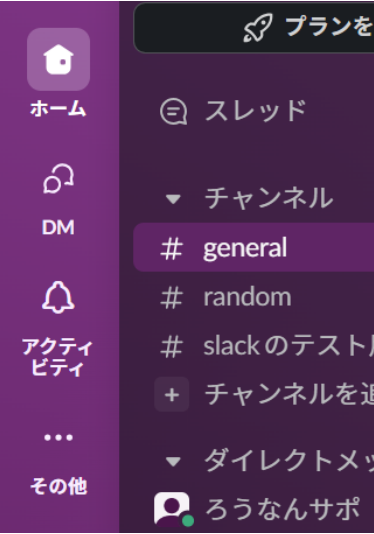 ホーム
DM
アクティ
ビティ
その他
プランを
スレッド
チャンネル
# general
# random
# slackのテスト
+ チャンネルを追
ダイレクトメッ
ろうなんサポ